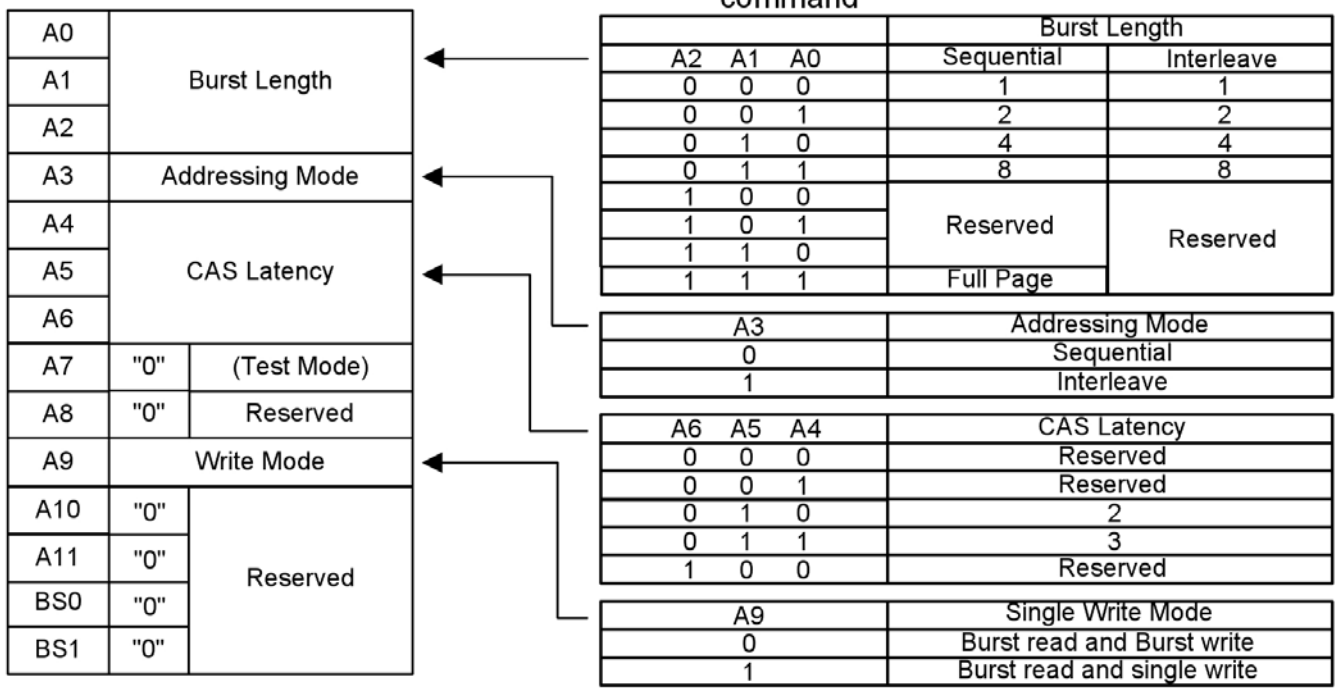 command
A0
A1 Burst Length
A2
A3 Addressing Mode
A4
A5 CAS Latency
A6
A7 "0" (Test Mode)
A8 "0" Reserved
A9 Write Mode
A10 "0"
A11 "0"
Reserved
BS0 "0"
BS1 "0"
Burst Length
A2 A1 A0 Sequential Interleave
0 0 0 1 1
0 0 1 2 2
0 1 0 4 4
0 1 1 8 8
1 0 0
1 0 1 Reserved Reserved
1 1 0
1 1 1 Full Page
A3 Addressing Mode
0 Sequential
1 Interleave
A6 A5 A4 CAS Latency
0 0 0 Reserved
0 0 1 Reserved
0 1 0 2
0 1 1 3
1 0 0 Reserved
A9 Single Write Mode
0 Burst read and Burst write
1 Burst read and single write